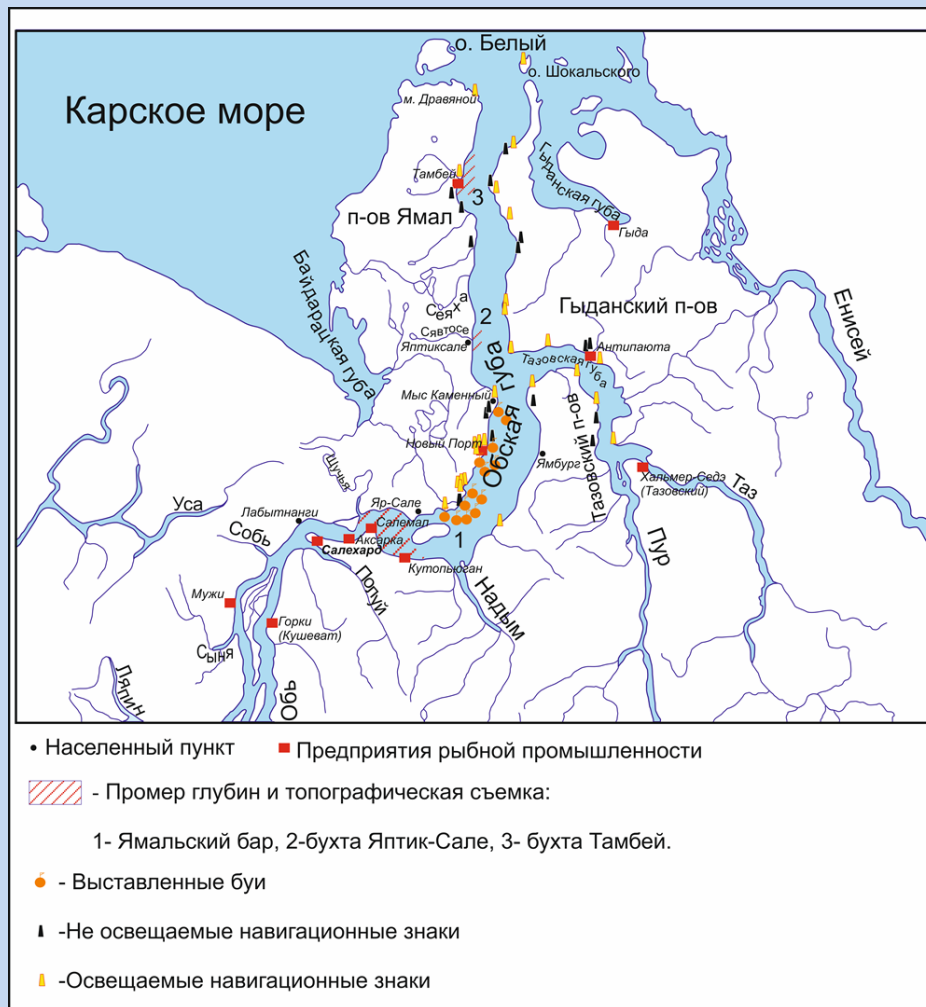 о. Белый
о. Шокальского
м. Дравяной
Карское море
Тамбей
3
Гыданская губа
п-ов Ямал
Гыда
Байдарацкая губа
Сеяха
Сявтосе
2
Гыданский п-ов
Енисей
Яптиксале
Антипаюта
Тазовская губа
Мыс Каменный
Обская губа
Новый Порт
Тазовский п-ов
Ямбург
Хальмер-Седэ
(Тазовский)
Таз
Щучья
Уса
Яр-Сале
Лабытнанги
Салемал
Собь
Аксарка
1
Салехард
Кутопьюган
Пур
Полуй
Надым
Мужи
Горки
(Кушеват)
Сыня
Ляпин
Обь
Населенный пункт
Предприятия рыбной промышленности
- Промер глубин и топографическая съемка:
1- Ямальский бар, 2-бухта Яптик-Сале, 3- бухта Тамбей.
- Выставленные буи
-Не освещаемые навигационные знаки
-Освещаемые навигационные знаки